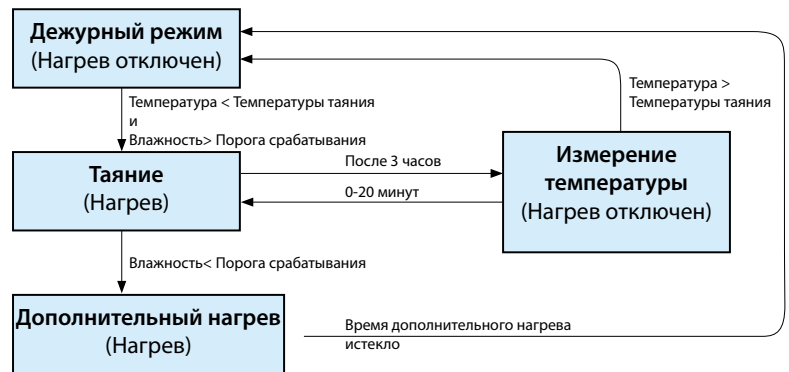 Дежурный режим
(Нагрев отключен)
Температура >
Температуры таяния
Температура < Температуры таяния
и
Влажность> Порога срабатывания
Таяние
(Нагрев)
После 3 часов
0-20 минут
Измерение
температуры
(Нагрев отключен)
Влажность< Порога срабатывания
Дополнительный нагрев
(Нагрев)
Время дополнительного нагрева
истекло